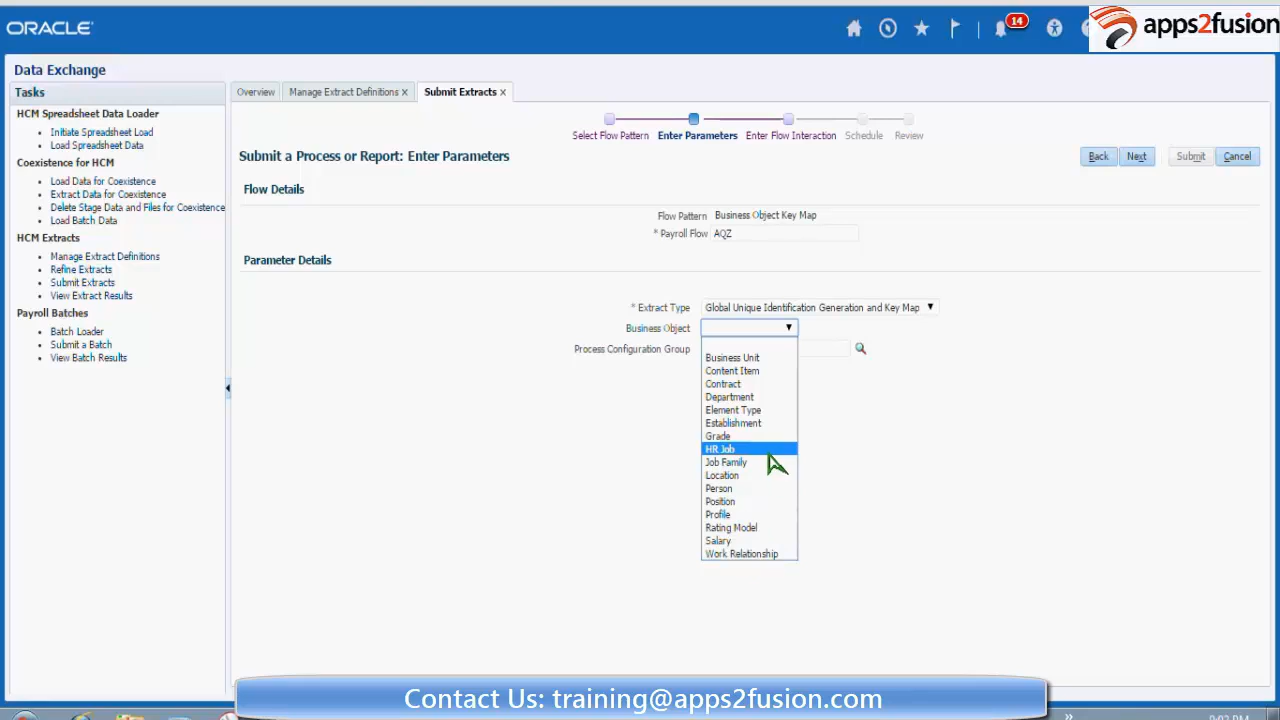 ORACLE
14
apps2fusion
Data Exchange
Tasks
HCM Spreadsheet Data Loader
Initiate Spreadsheet Load
Load Spreadsheet Data
Coexistence for HCM
Load Data for Coexistence
Extract Data for Coexistence
Delete Stage Data and Files for Coexistence
Load Batch Data
HCM Extracts
Manage Extract Definitions
Refine Extracts
Submit Extracts
View Extract Results
Payroll Batches
Batch Loader
Submit a Batch
View Batch Results
Overview Manage Extract Definitions × Submit Extracts ×
Select Flow Pattern Enter Parameters Enter Flow Interaction Schedule Review
Submit a Process or Report: Enter Parameters
Back Next Submit Cancel
Flow Details
Flow Pattern Business Object Key Map
* Payroll Flow AQZ
Parameter Details
* Extract Type Global Unique Identification Generation and Key Map
Business Object
Process Configuration Group
Business Unit
Content Item
Contract
Department
Element Type
Establishment
Grade
HR Job
Job Family
Location
Person
Position
Profile
Rating Model
Salary
Work Relationship
Contact Us: training@apps2fusion.com